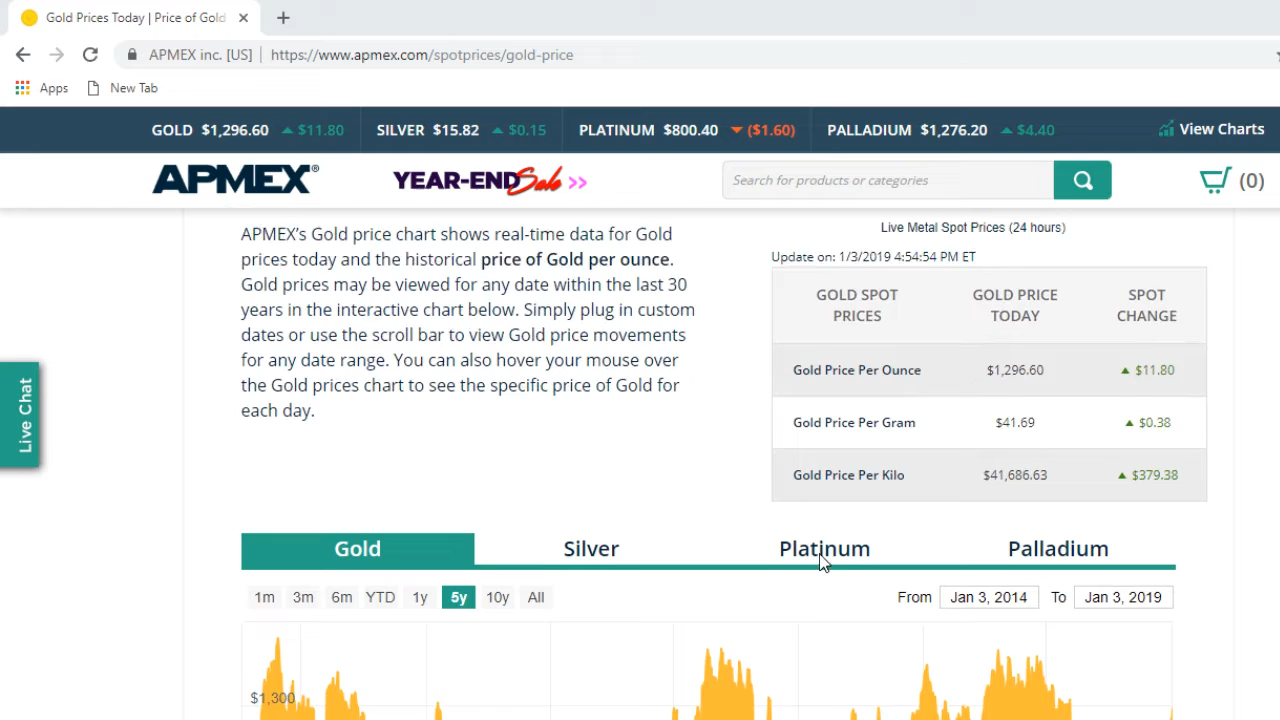 Gold Prices Today | Price of Gold
APMEX inc. [US] | https://www.apmex.com/spotprices/gold-price
Apps New Tab
GOLD $1,296.60 $11.80 SILVER $15.82 $0.15 PLATINUM $800.40 ($1.60) PALLADIUM $1,276.20 $4.40 View Charts
APMEX® YEAR-END Sale >> Search for products or categories (0)
APMEX's Gold price chart shows real-time data for Gold
prices today and the historical price of Gold per ounce.
Gold prices may be viewed for any date within the last 30
years in the interactive chart below. Simply plug in custom
dates or use the scroll bar to view Gold price movements
for any date range. You can also hover your mouse over
the Gold prices chart to see the specific price of Gold for
each day.
Live Metal Spot Prices (24 hours)
Update on: 1/3/2019 4:54:54 PM ET
GOLD SPOT PRICES GOLD PRICE TODAY SPOT CHANGE
Gold Price Per Ounce $1,296.60 $11.80
Gold Price Per Gram $41.69 $0.38
Gold Price Per Kilo $41,686.63 $379.38
Live Chat
Gold Silver Platinum Palladium
1m 3m 6m YTD 1y 5y 10y All From Jan 3, 2014 To Jan 3, 2019
$1,300